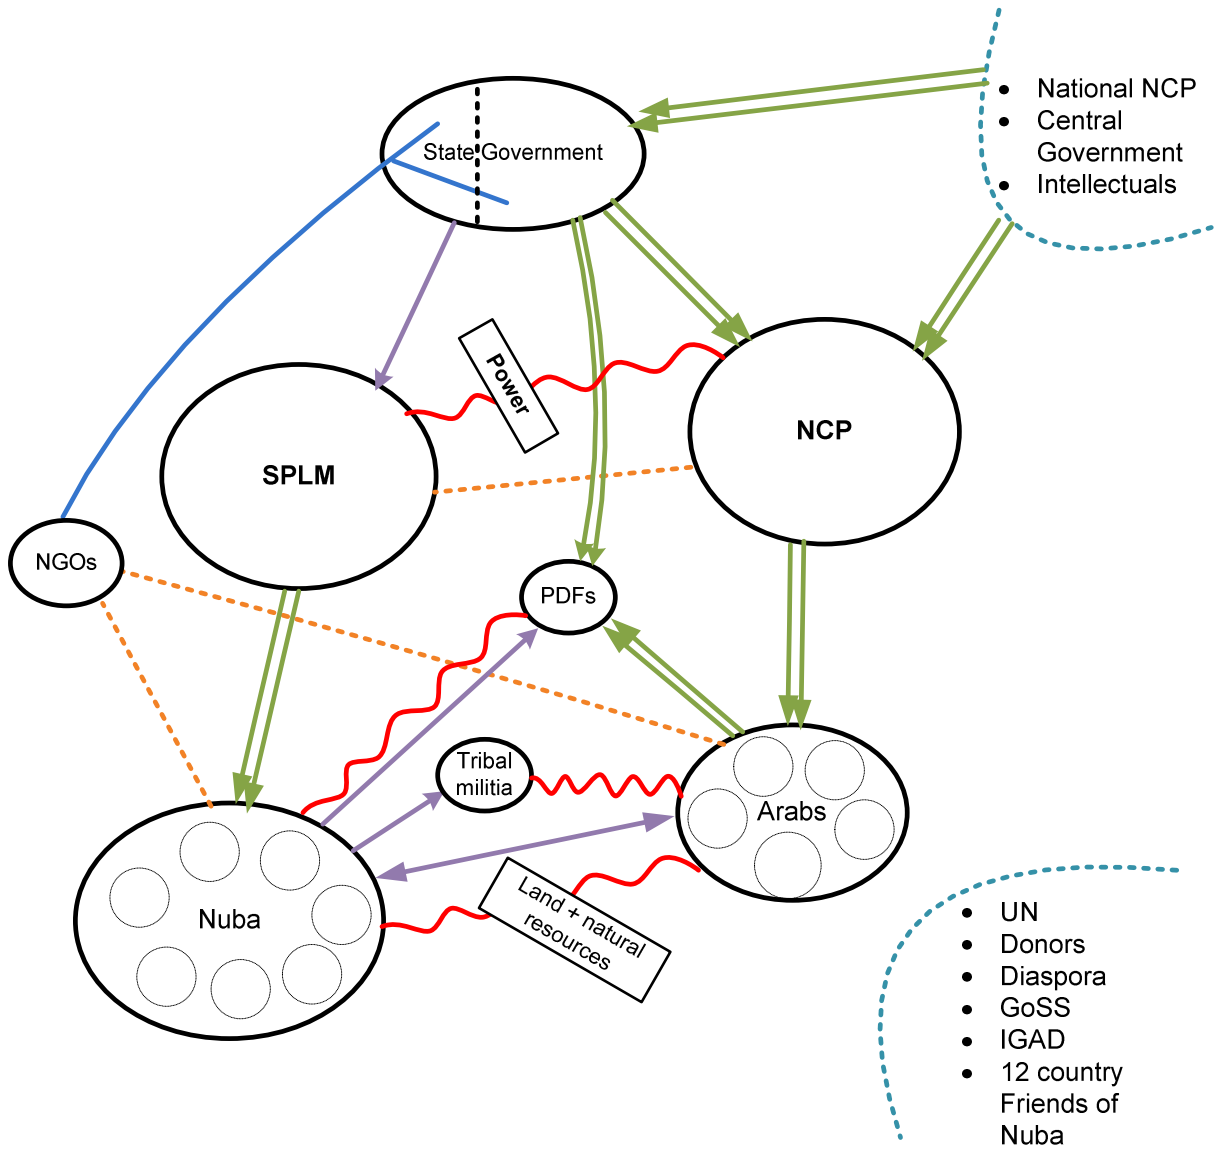 • National NCP
• Central
Government
• Intellectuals
State Government
Power
NCP
SPLM
NGOs
PDFs
Tribal
militia
Arabs
Land + natural
resources
Nuba
• UN
• Donors
• Diaspora
• GoSS
• IGAD
• 12 country
Friends of
Nuba